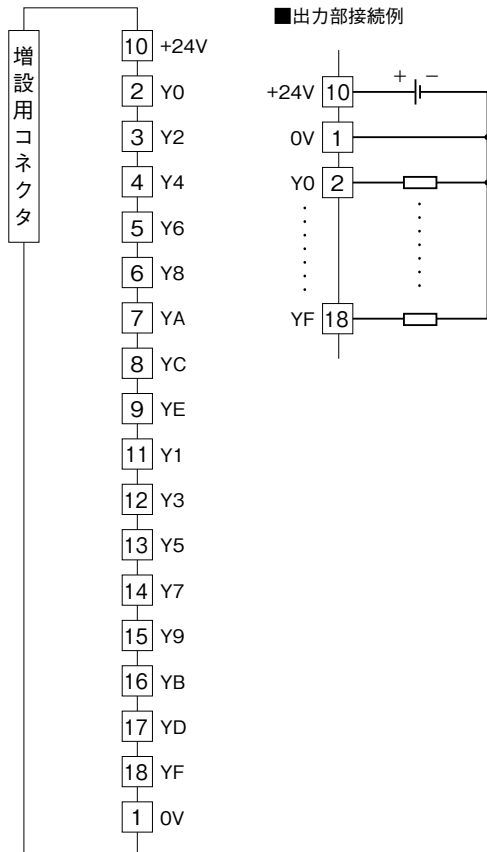 増設用コネクタ
10 +24V
2 Y0
3 Y2
4 Y4
5 Y6
6 Y8
7 YA
8 YC
9 YE
11 Y1
12 Y3
13 Y5
14 Y7
15 Y9
16 YB
17 YD
18 YF
1 0V
■出力部接続例
+24V 10 + −
0V 1
Y0 2
YF 18